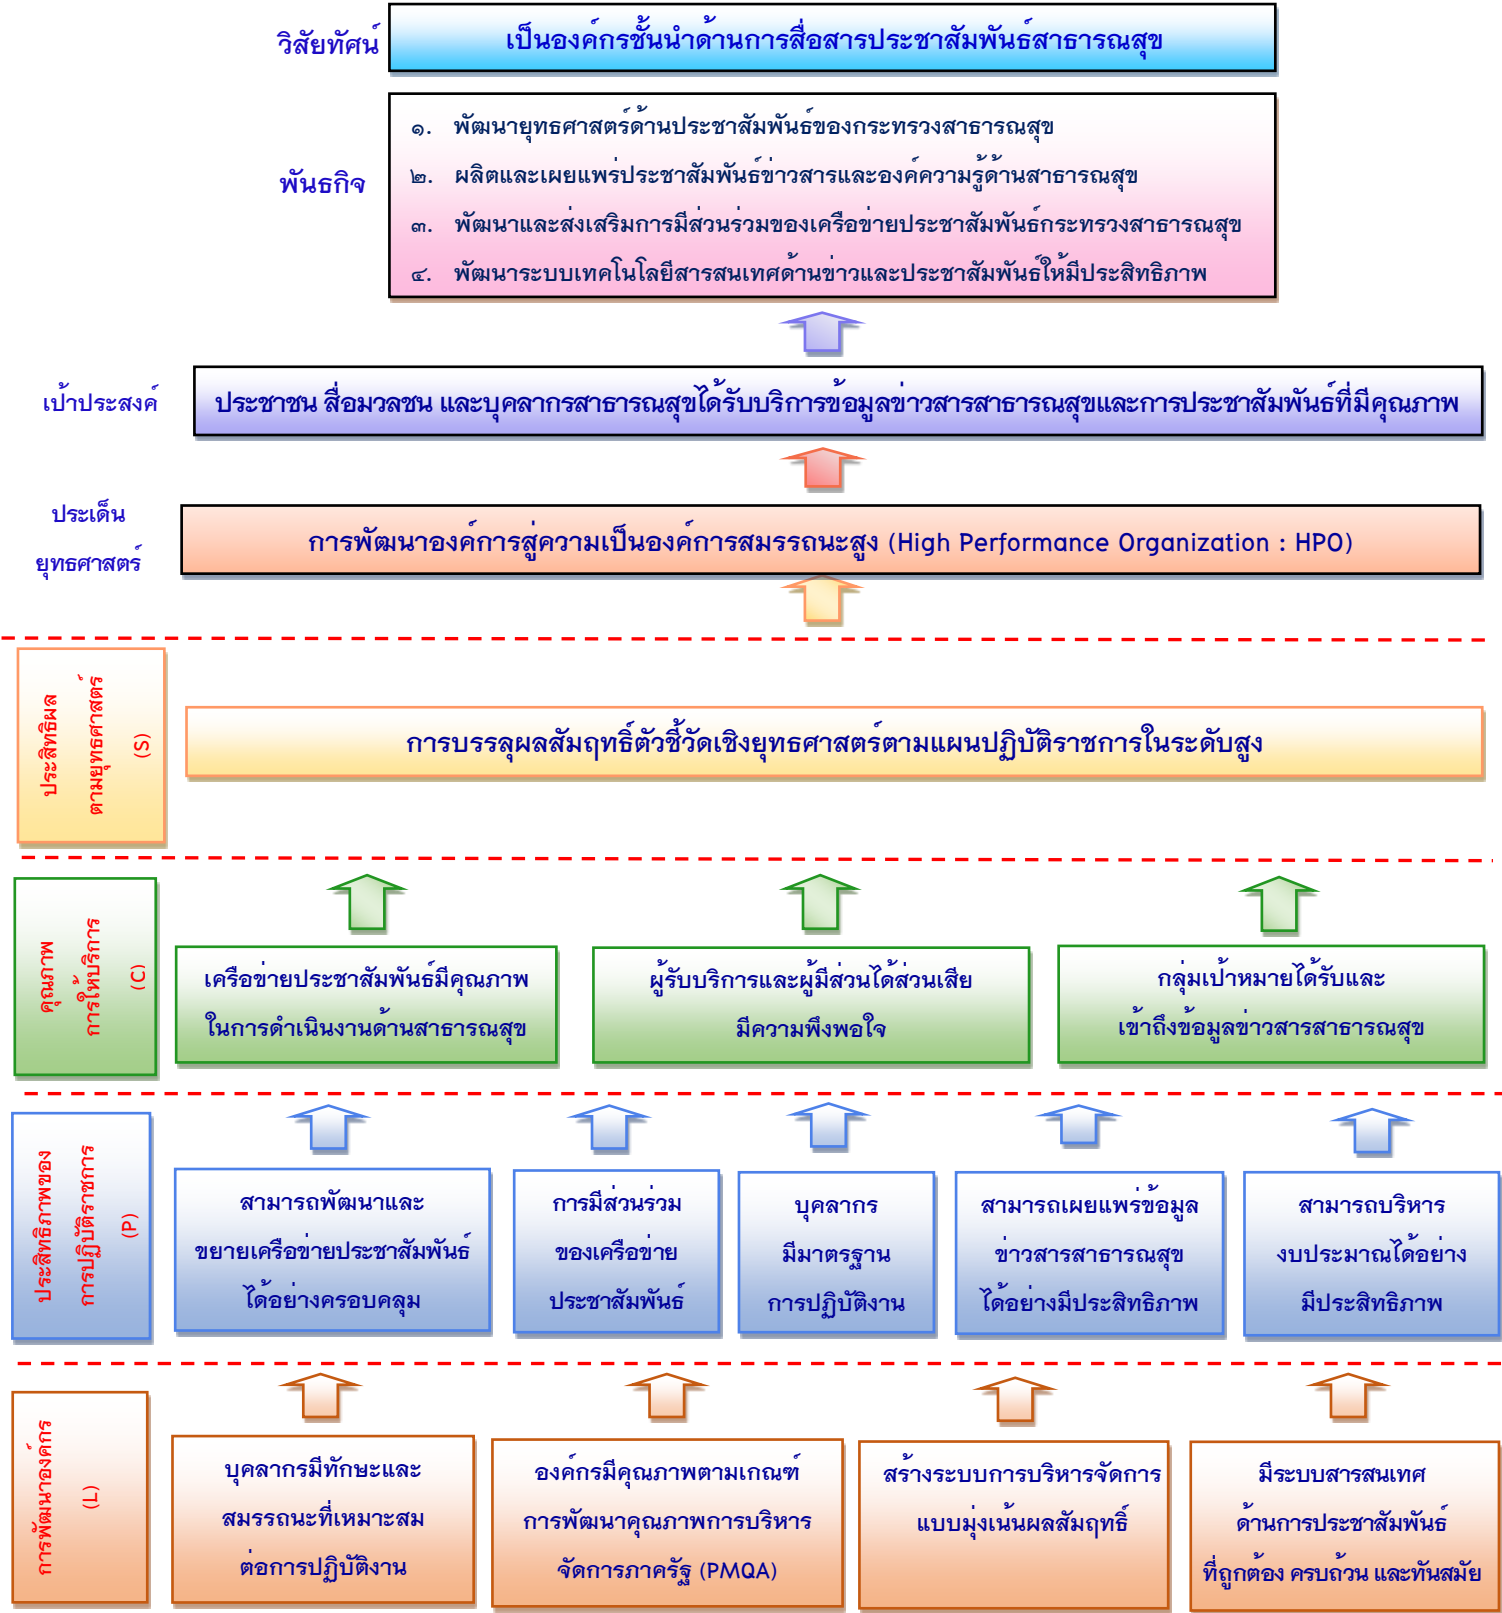 วิสัยทัศน์
เป็นองค์กรชั้นนำด้านการสื่อสารประชาสัมพันธ์สาธารณสุข
พันธกิจ
๑. พัฒนายุทธศาสตร์ด้านประชาสัมพันธ์ของกระทรวงสาธารณสุข
๒. ผลิตและเผยแพร่ประชาสัมพันธ์ข่าวสารและองค์ความรู้ด้านสาธารณสุข
๓. พัฒนาและส่งเสริมการมีส่วนร่วมของเครือข่ายประชาสัมพันธ์กระทรวงสาธารณสุข
๔. พัฒนาระบบเทคโนโลยีสารสนเทศด้านข่าวและประชาสัมพันธ์ให้มีประสิทธิภาพ
เป้าประสงค์
ประชาชน สื่อมวลชน และบุคลากรสาธารณสุขได้รับบริการข้อมูลข่าวสารสาธารณสุขและการประชาสัมพันธ์ที่มีคุณภาพ
ประเด็น
ยุทธศาสตร์
การพัฒนาองค์การสู่ความเป็นองค์การสมรรถนะสูง (High Performance Organization : HPO)
ประสิทธิผล
ตามยุทธศาสตร์
(S)
การบรรลุผลสัมฤทธิ์ตัวชี้วัดเชิงยุทธศาสตร์ตามแผนปฏิบัติราชการในระดับสูง
คุณภาพ
การให้บริการ
(C)
เครือข่ายประชาสัมพันธ์มีคุณภาพ
ในการดำเนินงานด้านสาธารณสุข
ผู้รับบริการและผู้มีส่วนได้ส่วนเสีย
มีความพึงพอใจ
กลุ่มเป้าหมายได้รับและ
เข้าถึงข้อมูลข่าวสารสาธารณสุข
ประสิทธิภาพของ
การปฏิบัติราชการ
(P)
สามารถพัฒนาและ
ขยายเครือข่ายประชาสัมพันธ์
ได้อย่างครอบคลุม
การมีส่วนร่วม
ของเครือข่าย
ประชาสัมพันธ์
บุคลากร
มีมาตรฐาน
การปฏิบัติงาน
สามารถเผยแพร่ข้อมูล
ข่าวสารสาธารณสุข
ได้อย่างมีประสิทธิภาพ
สามารถบริหาร
งบประมาณได้อย่าง
มีประสิทธิภาพ
การพัฒนาองค์กร
(L)
บุคลากรมีทักษะและ
สมรรถนะที่เหมาะสม
ต่อการปฏิบัติงาน
องค์กรมีคุณภาพตามเกณฑ์
การพัฒนาคุณภาพการบริหาร
จัดการภาครัฐ (PMQA)
สร้างระบบการบริหารจัดการ
แบบมุ่งเน้นผลสัมฤทธิ์
มีระบบสารสนเทศ
ด้านการประชาสัมพันธ์
ที่ถูกต้อง ครบถ้วน และทันสมัย